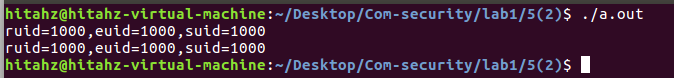 hitahz@hitahz-virtual-machine:~/Desktop/Com-security/lab1/5(2)$ ./a.out
ruid=1000,euid=1000,suid=1000
ruid=1000,euid=1000,suid=1000
hitahz@hitahz-virtual-machine:~/Desktop/Com-security/lab1/5(2)$